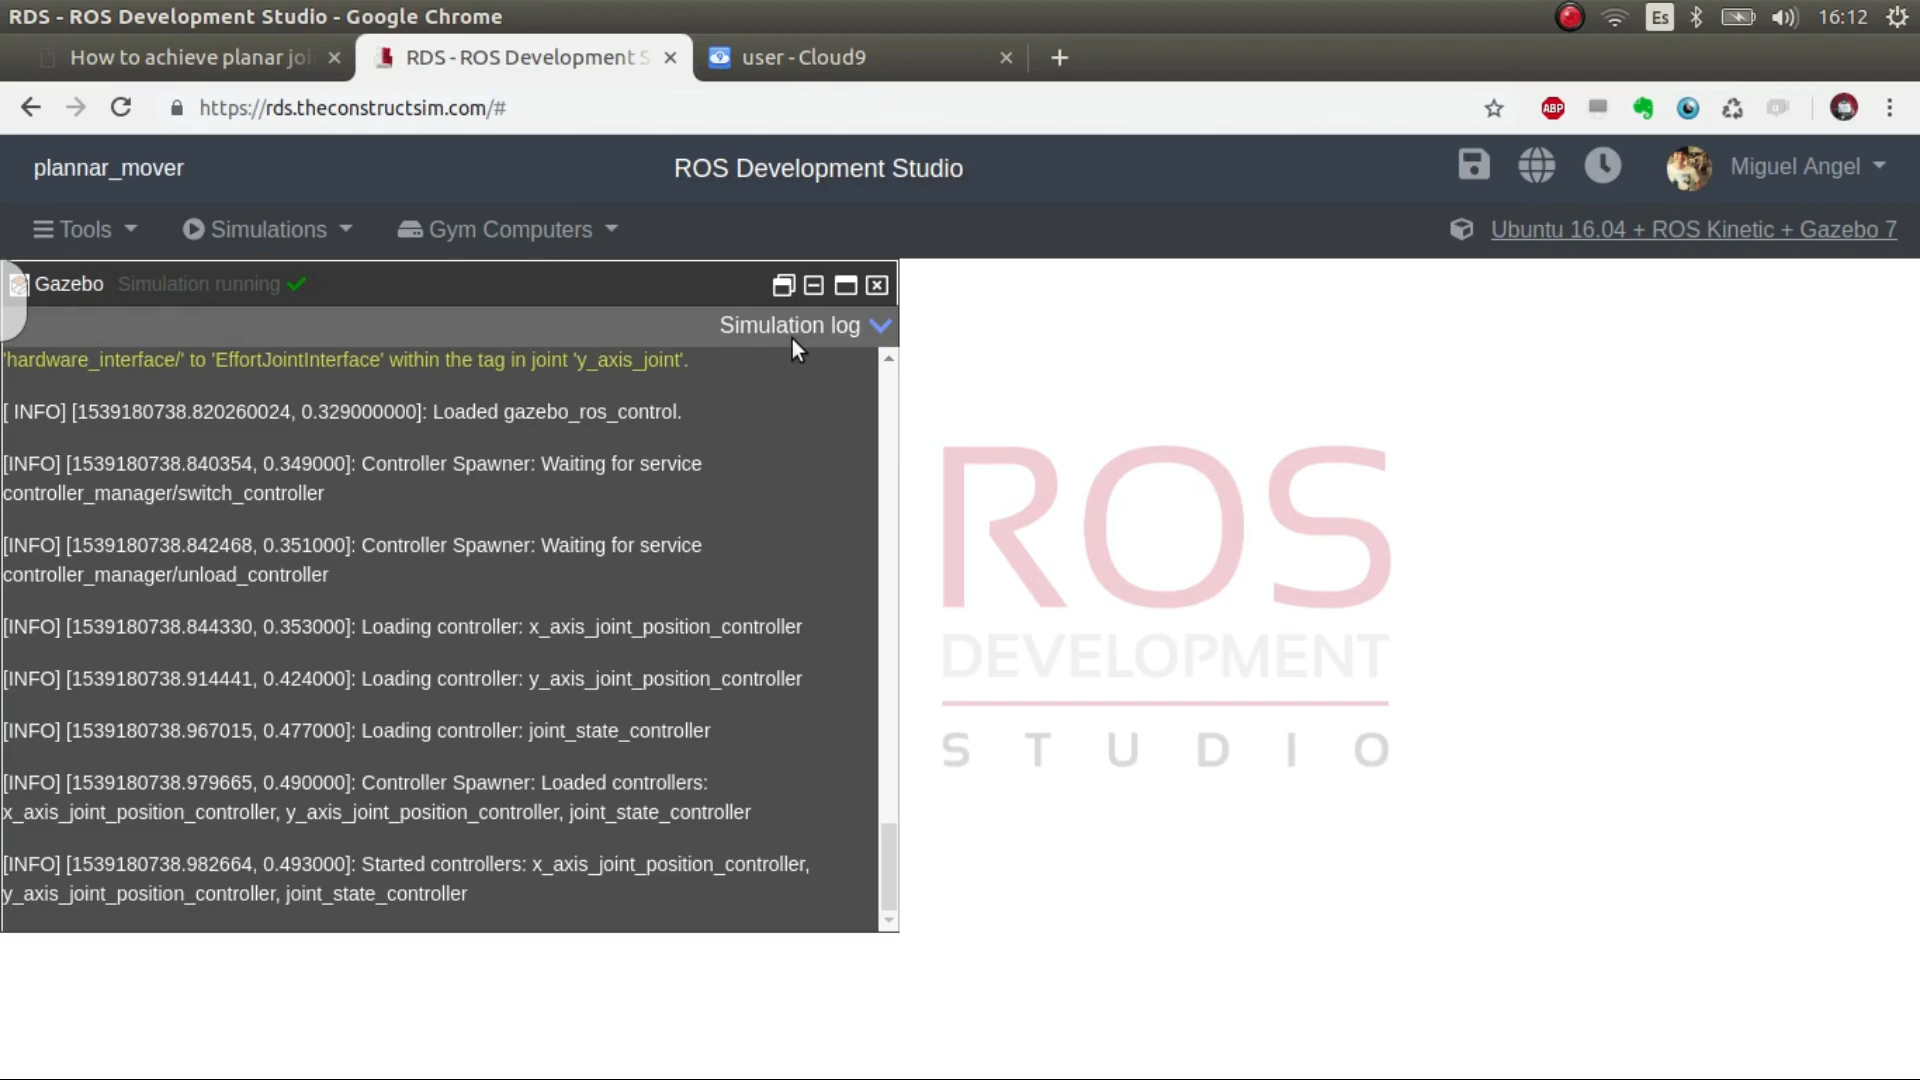 RDS - ROS Development Studio - Google Chrome
Es 16:12
How to achieve planar joi
RDS - ROS Development S
user - Cloud9
https://rds.theconstructsim.com/#
ABP
plannar_mover
ROS Development Studio
Miguel Angel
Tools
Simulations
Gym Computers
Ubuntu 16.04 + ROS Kinetic + Gazebo 7
Gazebo Simulation running
Simulation log
'hardware_interface/' to 'EffortJointInterface' within the tag in joint 'y_axis_joint'.
[ INFO] [1539180738.820260024, 0.329000000]: Loaded gazebo_ros_control.
[INFO] [1539180738.840354, 0.349000]: Controller Spawner: Waiting for service
controller_manager/switch_controller
[INFO] [1539180738.842468, 0.351000]: Controller Spawner: Waiting for service
controller_manager/unload_controller
[INFO] [1539180738.844330, 0.353000]: Loading controller: x_axis_joint_position_controller
[INFO] [1539180738.914441, 0.424000]: Loading controller: y_axis_joint_position_controller
[INFO] [1539180738.967015, 0.477000]: Loading controller: joint_state_controller
[INFO] [1539180738.979665, 0.490000]: Controller Spawner: Loaded controllers:
x_axis_joint_position_controller, y_axis_joint_position_controller, joint_state_controller
[INFO] [1539180738.982664, 0.493000]: Started controllers: x_axis_joint_position_controller,
y_axis_joint_position_controller, joint_state_controller
ROS
DEVELOPMENT
STUDIO